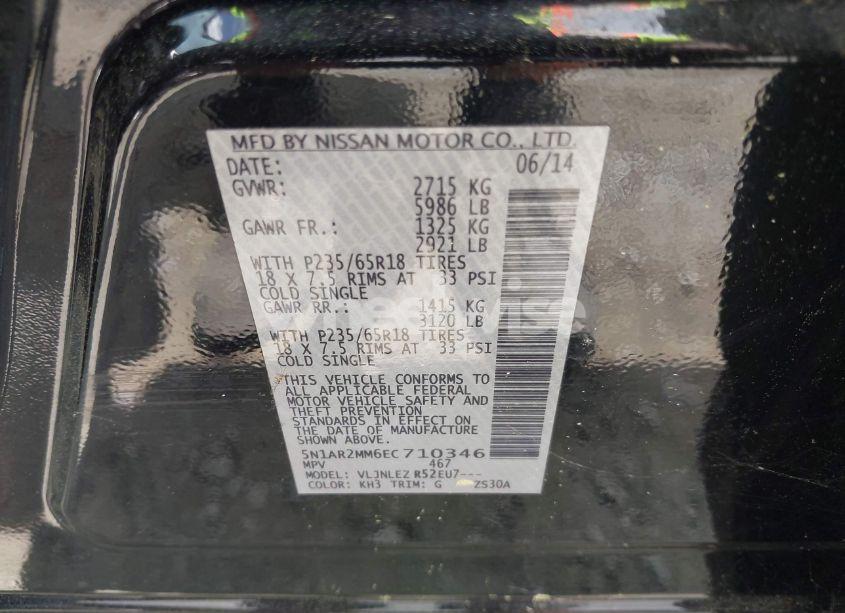 MFD BY NISSAN MOTOR CO., LTD.
DATE: 06/14
GVWR: 2715 KG
5986 LB
GAWR FR.: 1325 KG
2921 LB
WITH P235/65R18 TIRES
18 X 7.5 RIMS AT 33 PSI
COLD SINGLE
GAWR RR.: 1415 KG
3120 LB
WITH P235/65R18 TIRES
18 X 7.5 RIMS AT 33 PSI
COLD SINGLE
THIS VEHICLE CONFORMS TO
ALL APPLICABLE FEDERAL
MOTOR VEHICLE SAFETY AND
THEFT PREVENTION
STANDARDS IN EFFECT ON
THE DATE OF MANUFACTURE
SHOWN ABOVE.
5N1AR2MM6EC710346
MPV 467
MODEL: VLJNLEZ R52EU7---
COLOR: KH3 TRIM: G ZS30A